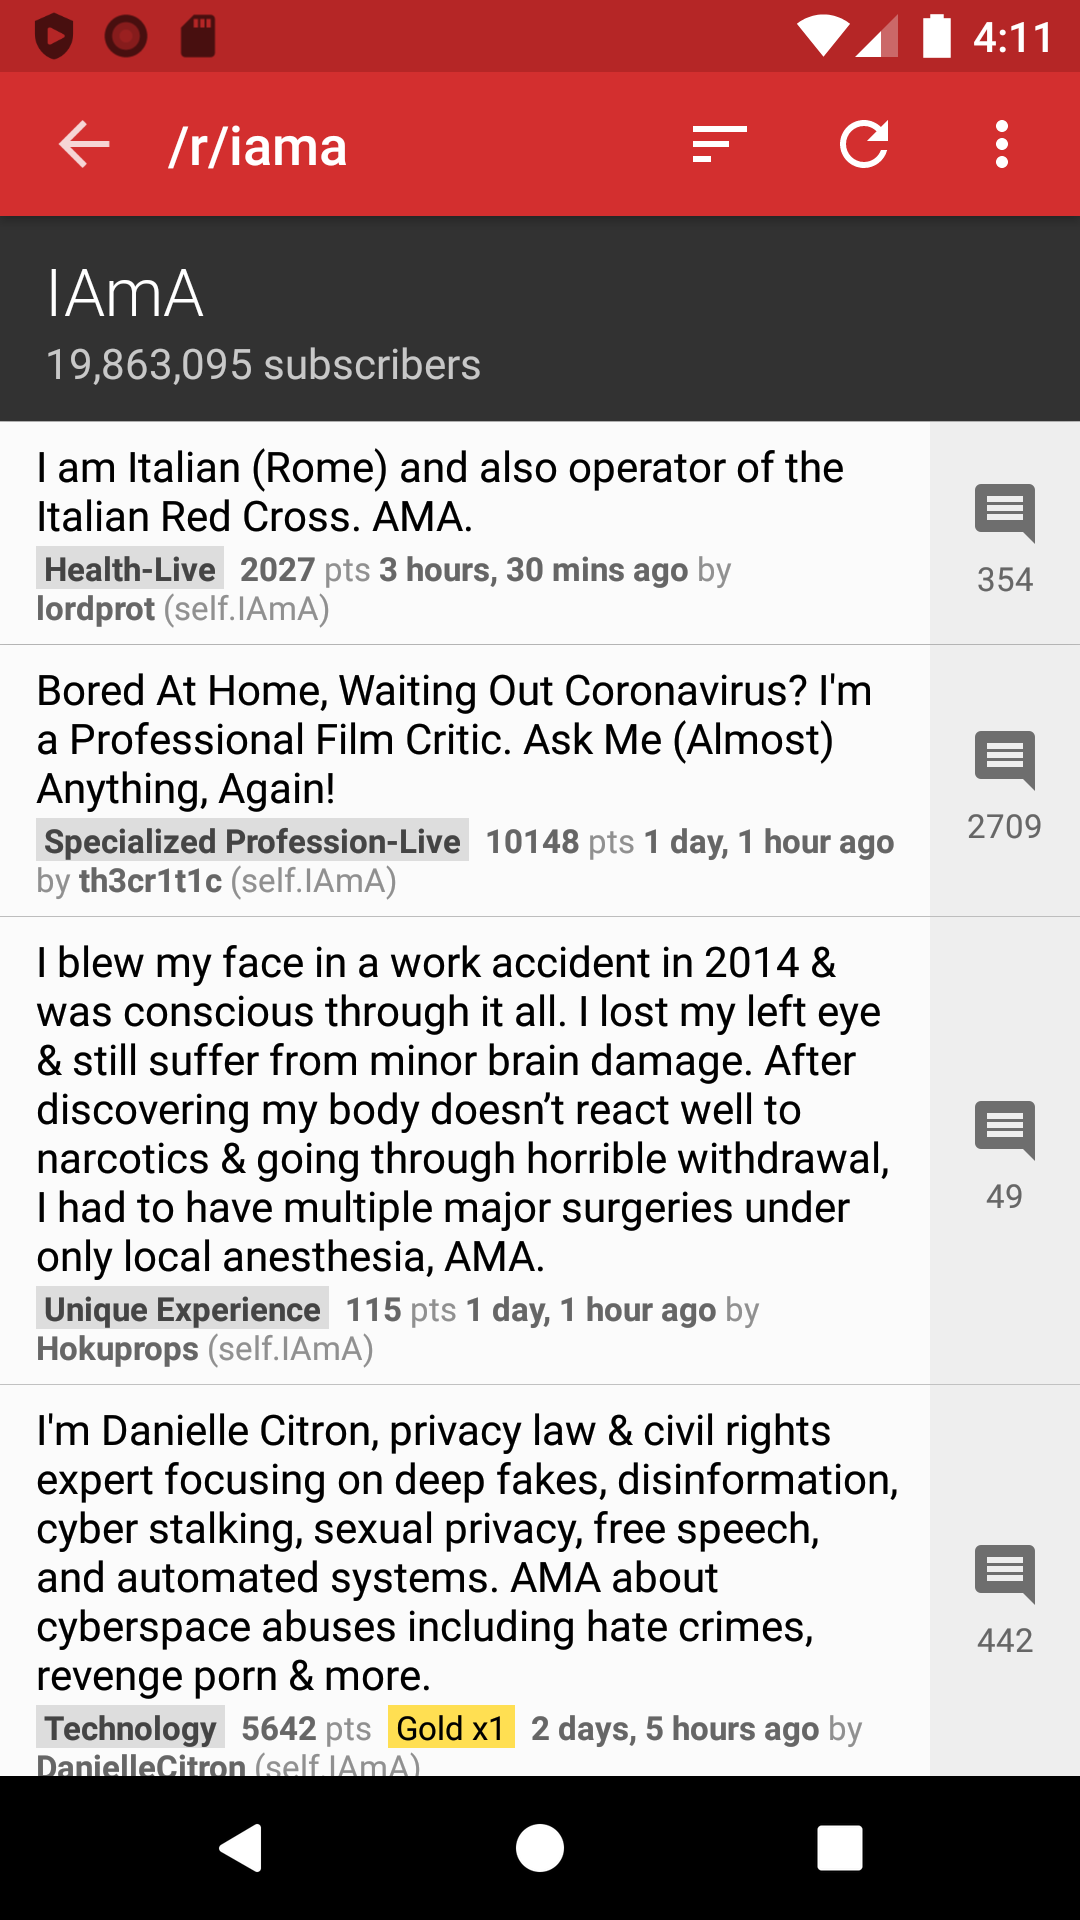 4:11
/r/iama
IAmA
19,863,095 subscribers
I am Italian (Rome) and also operator of the
Italian Red Cross. AMA.
Health-Live 2027 pts 3 hours, 30 mins ago by
lordprot (self.IAmA)
354
Bored At Home, Waiting Out Coronavirus? I'm
a Professional Film Critic. Ask Me (Almost)
Anything, Again!
Specialized Profession-Live 10148 pts 1 day, 1 hour ago
by th3cr1t1c (self.IAmA)
2709
I blew my face in a work accident in 2014 &
was conscious through it all. I lost my left eye
& still suffer from minor brain damage. After
discovering my body doesn’t react well to
narcotics & going through horrible withdrawal,
I had to have multiple major surgeries under
only local anesthesia, AMA.
Unique Experience 115 pts 1 day, 1 hour ago by
Hokuprops (self.IAmA)
49
I'm Danielle Citron, privacy law & civil rights
expert focusing on deep fakes, disinformation,
cyber stalking, sexual privacy, free speech,
and automated systems. AMA about
cyberspace abuses including hate crimes,
revenge porn & more.
Technology 5642 pts Gold x1 2 days, 5 hours ago by
DanielleCitron (self.IAmA)
442